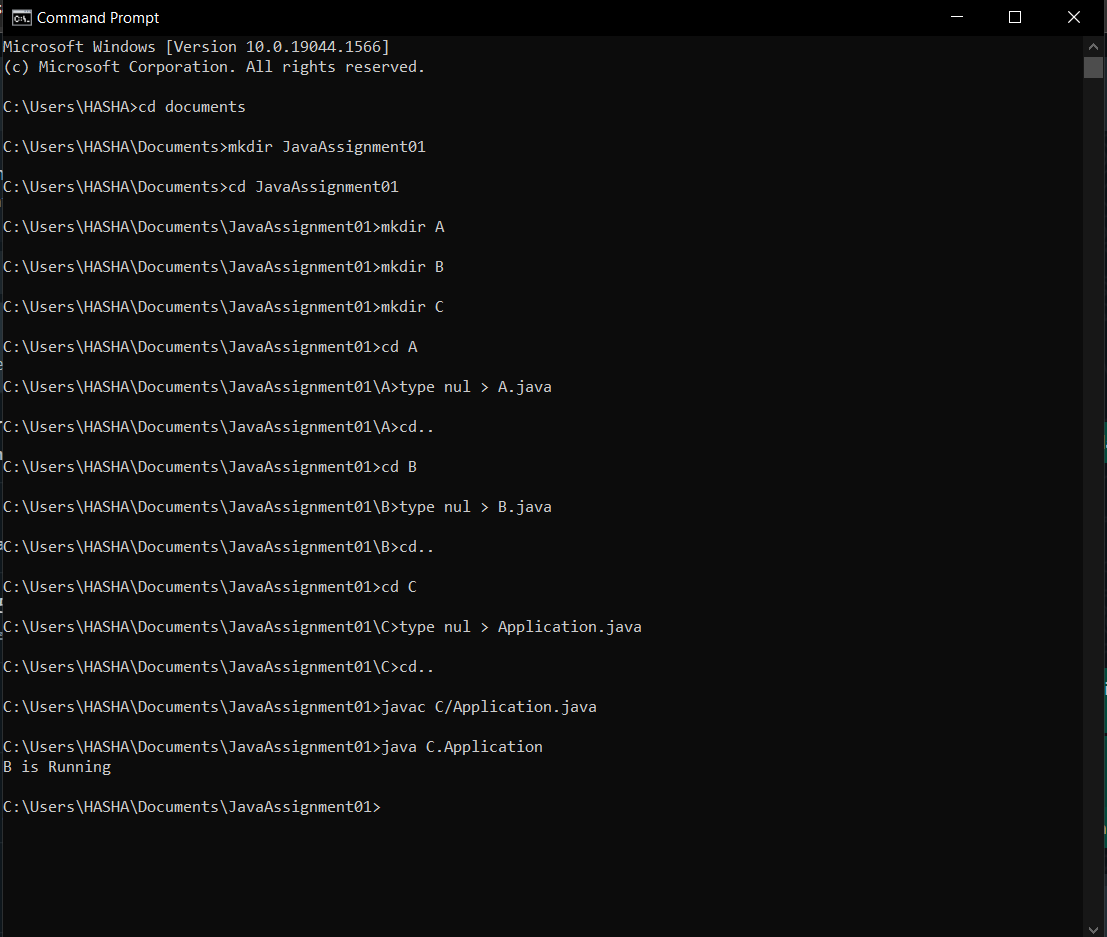 Command Prompt
Microsoft Windows [Version 10.0.19044.1566]
(c) Microsoft Corporation. All rights reserved.
C:\Users\HASHA>cd documents
C:\Users\HASHA\Documents>mkdir JavaAssignment01
C:\Users\HASHA\Documents>cd JavaAssignment01
C:\Users\HASHA\Documents\JavaAssignment01>mkdir A
C:\Users\HASHA\Documents\JavaAssignment01>mkdir B
C:\Users\HASHA\Documents\JavaAssignment01>mkdir C
C:\Users\HASHA\Documents\JavaAssignment01>cd A
C:\Users\HASHA\Documents\JavaAssignment01\A>type nul > A.java
C:\Users\HASHA\Documents\JavaAssignment01\A>cd..
C:\Users\HASHA\Documents\JavaAssignment01>cd B
C:\Users\HASHA\Documents\JavaAssignment01\B>type nul > B.java
C:\Users\HASHA\Documents\JavaAssignment01\B>cd..
C:\Users\HASHA\Documents\JavaAssignment01>cd C
C:\Users\HASHA\Documents\JavaAssignment01\C>type nul > Application.java
C:\Users\HASHA\Documents\JavaAssignment01\C>cd..
C:\Users\HASHA\Documents\JavaAssignment01>javac C/Application.java
C:\Users\HASHA\Documents\JavaAssignment01>java C.Application
B is Running
C:\Users\HASHA\Documents\JavaAssignment01>